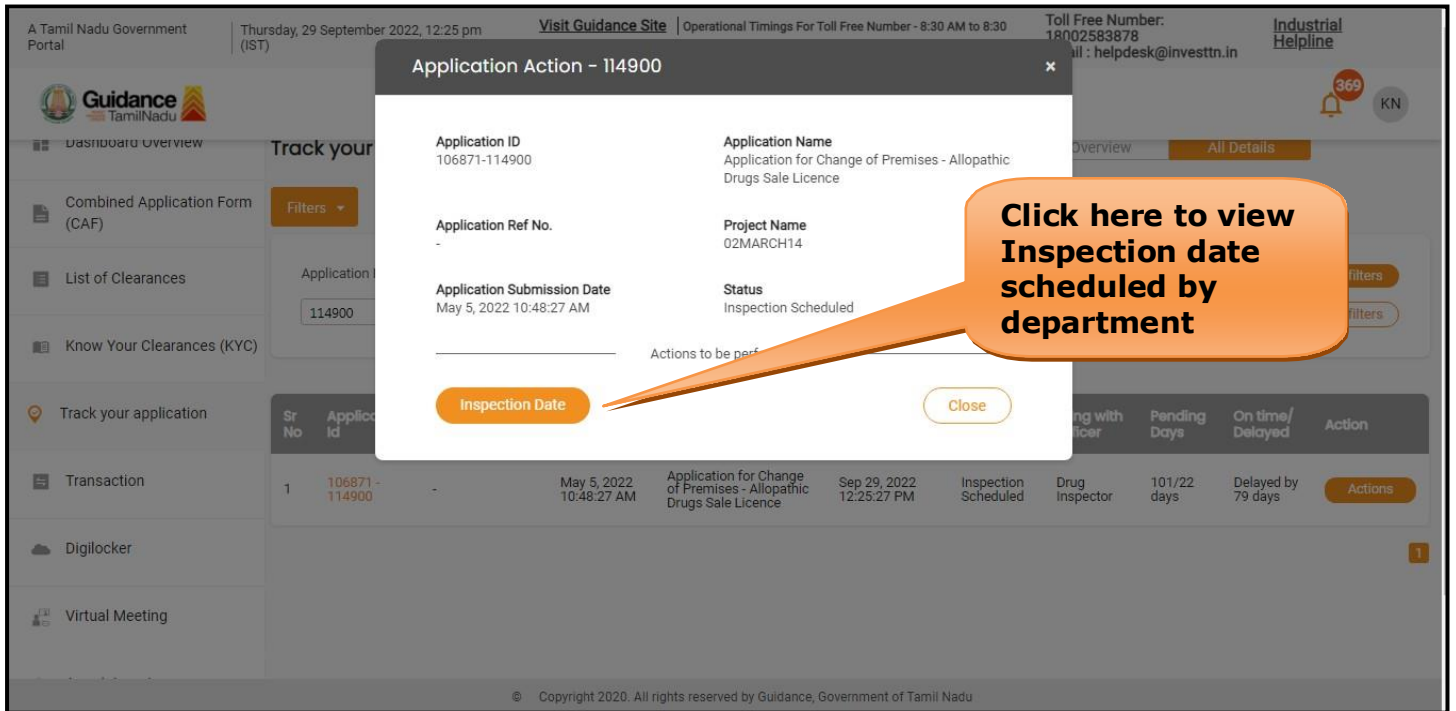 A Tamil Nadu Government
Portal
Thursday, 29 September 2022, 12:25 pm
(IST)
Visit Guidance Site
Operational Timings For Toll Free Number - 8:30 AM to 8:30
Toll Free Number:
18002583878
ail : helpdesk@investtn.in
Industrial
Helpline
Guidance
TamilNadu
369
KN
Application Action - 114900
×
Application ID
106871-114900
Application Name
Application for Change of Premises - Allopathic
Drugs Sale Licence
Application Ref No.
-
Project Name
02MARCH14
Application Submission Date
May 5, 2022 10:48:27 AM
Status
Inspection Scheduled
Actions to be perf
Inspection Date
Close
Click here to view
Inspection date
scheduled by
department
Dashboard Overview
Combined Application Form
(CAF)
List of Clearances
Know Your Clearances (KYC)
Track your application
Transaction
Digilocker
Virtual Meeting
Track your
Overview
All Details
Filters
Application
114900
filters
filters
Sr
No
Applic
Id
ng with
ficer
Pending
Days
On time/
Delayed
Action
1
106871 -
114900
-
May 5, 2022
10:48:27 AM
Application for Change
of Premises - Allopathic
Drugs Sale Licence
Sep 29, 2022
12:25:27 PM
Inspection
Scheduled
Drug
Inspector
101/22
days
Delayed by
79 days
Actions
1
© Copyright 2020. All rights reserved by Guidance, Government of Tamil Nadu